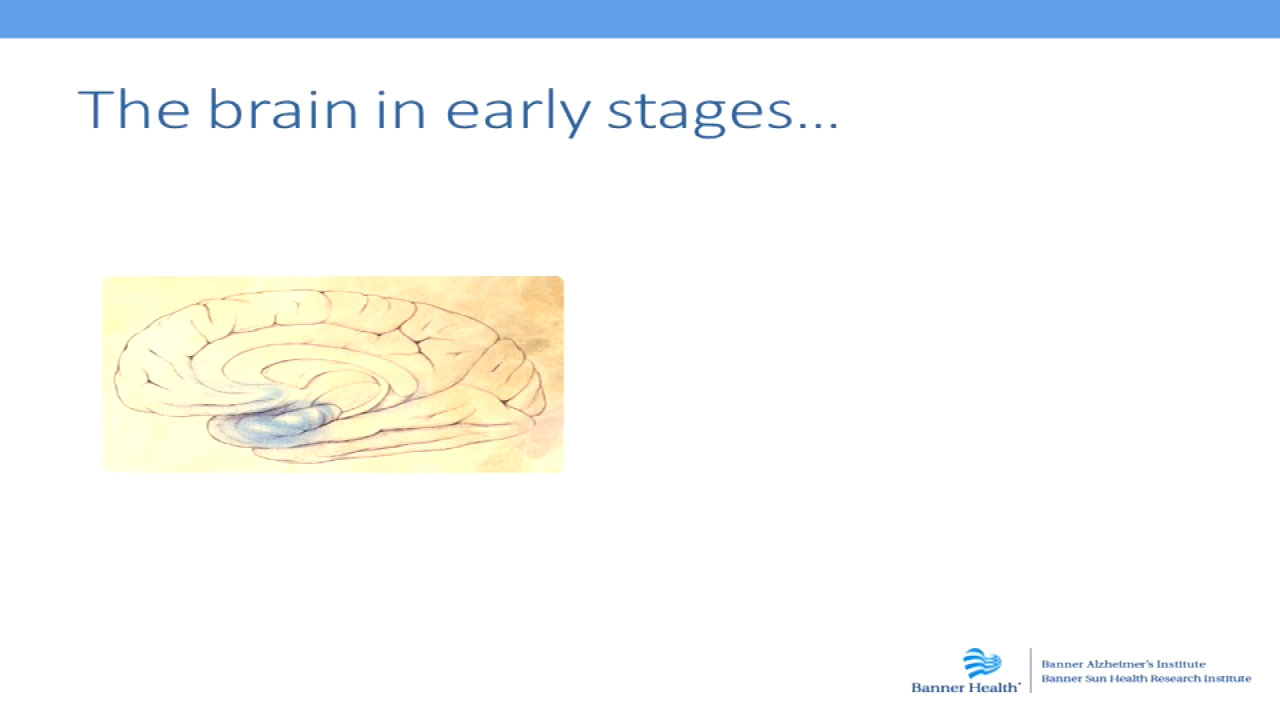 The brain in early stages...
Banner Health
Banner Alzheimer's Institute
Banner Sun Health Research Institute